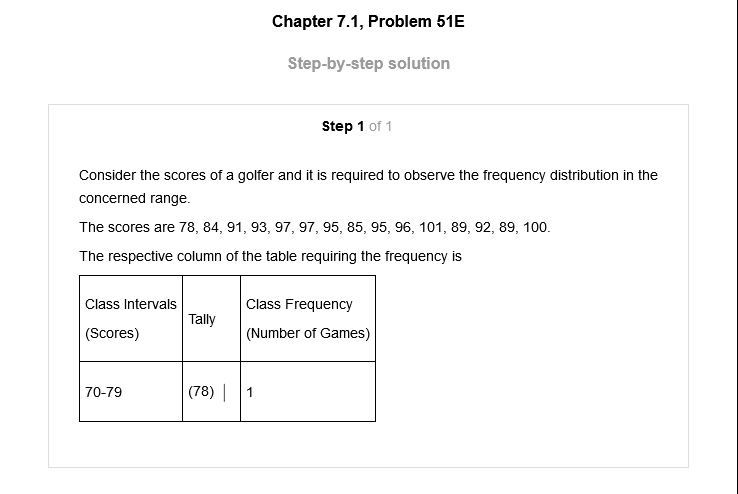 Chapter 7.1, Problem 51E
Step-by-step solution
Step 1 of 1
Consider the scores of a golfer and it is required to observe the frequency distribution in the
concerned range.
The scores are 78, 84, 91, 93, 97, 97, 95, 85, 95, 96, 101, 89, 92, 89, 100.
The respective column of the table requiring the frequency is
Class Intervals
(Scores)
Tally
Class Frequency
(Number of Games)
70-79
(78) |
1